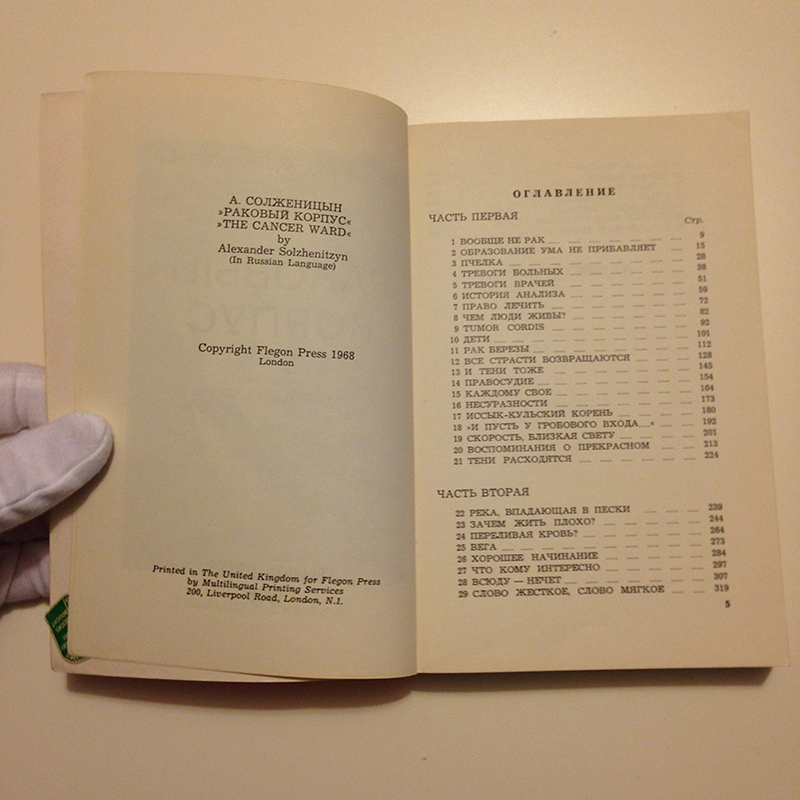 А. СОЛЖЕНИЦЫН
»РАКОВЫЙ КОРПУС«
»THE CANCER WARD«
by
Alexander Solzhenitzyn
(In Russian Language)
Copyright Flegon Press 1968
London
Printed in The United Kingdom for Flegon Press
by Multilingual Printing Services
200, Liverpool Road, London, N.1.
ОГЛАВЛЕНИЕ
ЧАСТЬ ПЕРВАЯ
Стр.
1 ВООБЩЕ НЕ РАК 9
2 ОБРАЗОВАНИЕ УМА НЕ ПРИБАВЛЯЕТ 15
3 ПЧЕЛКА 28
4 ТРЕВОГИ БОЛЬНЫХ 38
5 ТРЕВОГИ ВРАЧЕЙ 51
6 ИСТОРИЯ АНАЛИЗА 59
7 ПРАВО ЛЕЧИТЬ 72
8 ЧЕМ ЛЮДИ ЖИВЫ? 82
9 TUMOR CORDIS 92
10 ДЕТИ 101
11 РАК БЕРЕЗЫ 112
12 ВСЕ СТРАСТИ ВОЗВРАЩАЮТСЯ 128
13 И ТЕНИ ТОЖЕ 145
14 ПРАВОСУДИЕ 154
15 КАЖДОМУ СВОЕ 164
16 НЕСУРАЗНОСТИ 173
17 ИССЫК-КУЛЬСКИЙ КОРЕНЬ 180
18 »И ПУСТЬ У ГРОБОВОГО ВХОДА...« 192
19 СКОРОСТЬ, БЛИЗКАЯ СВЕТУ 201
20 ВОСПОМИНАНИЯ О ПРЕКРАСНОМ 213
21 ТЕНИ РАСХОДЯТСЯ 224
ЧАСТЬ ВТОРАЯ
22 РЕКА, ВПАДАЮЩАЯ В ПЕСКИ 239
23 ЗАЧЕМ ЖИТЬ ПЛОХО? 244
24 ПЕРЕЛИВАЯ КРОВЬ? 264
25 ВЕГА 273
26 ХОРОШЕЕ НАЧИНАНИЕ 284
27 ЧТО КОМУ ИНТЕРЕСНО 297
28 ВСЮДУ — НЕЧЕТ 307
29 СЛОВО ЖЕСТКОЕ, СЛОВО МЯГКОЕ 319
5